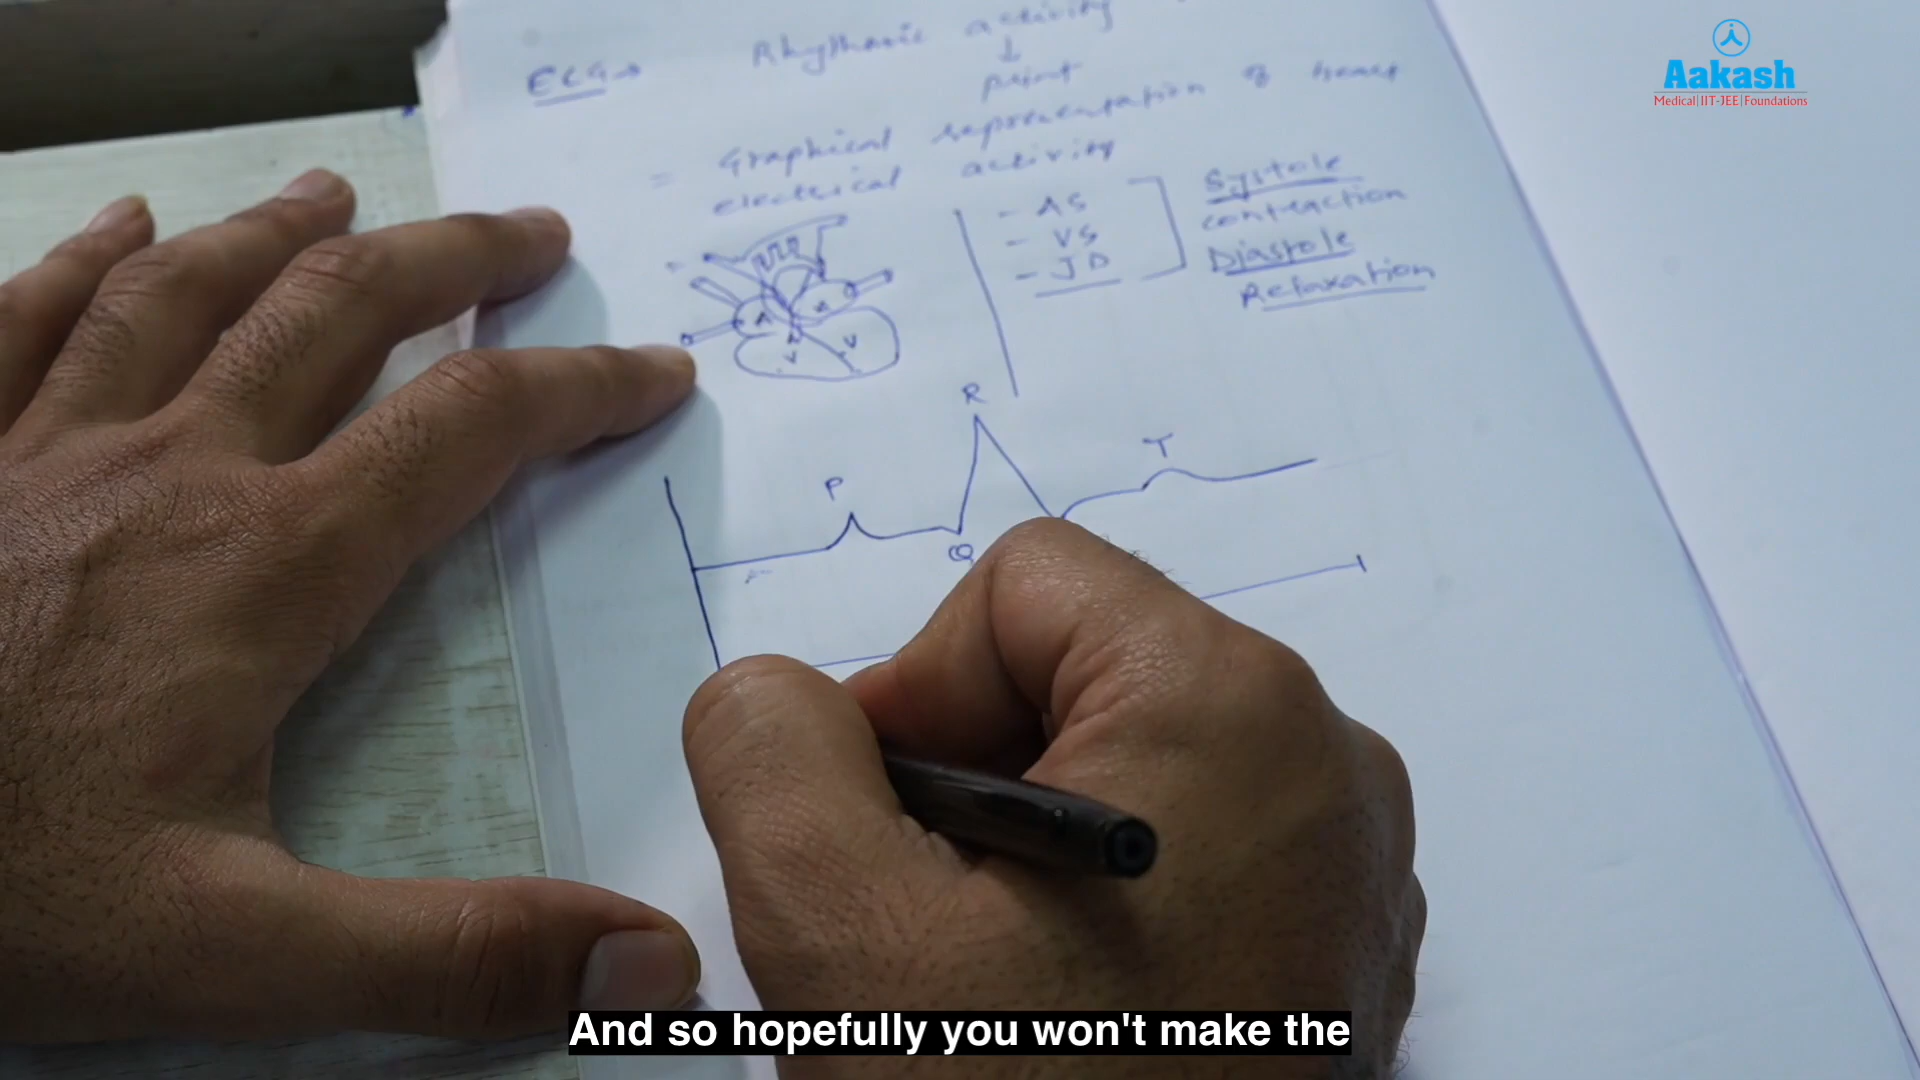 Aakash
Medical|IIT-JEE|Foundations
ECG → Rhythmic activity
↓
print
= Graphical representation of heart
electrical activity
- AS
- VS
- JD
Systole
contraction
Diastole
Relaxation
A
A
V
V
R
P
T
Q
And so hopefully you won't make the